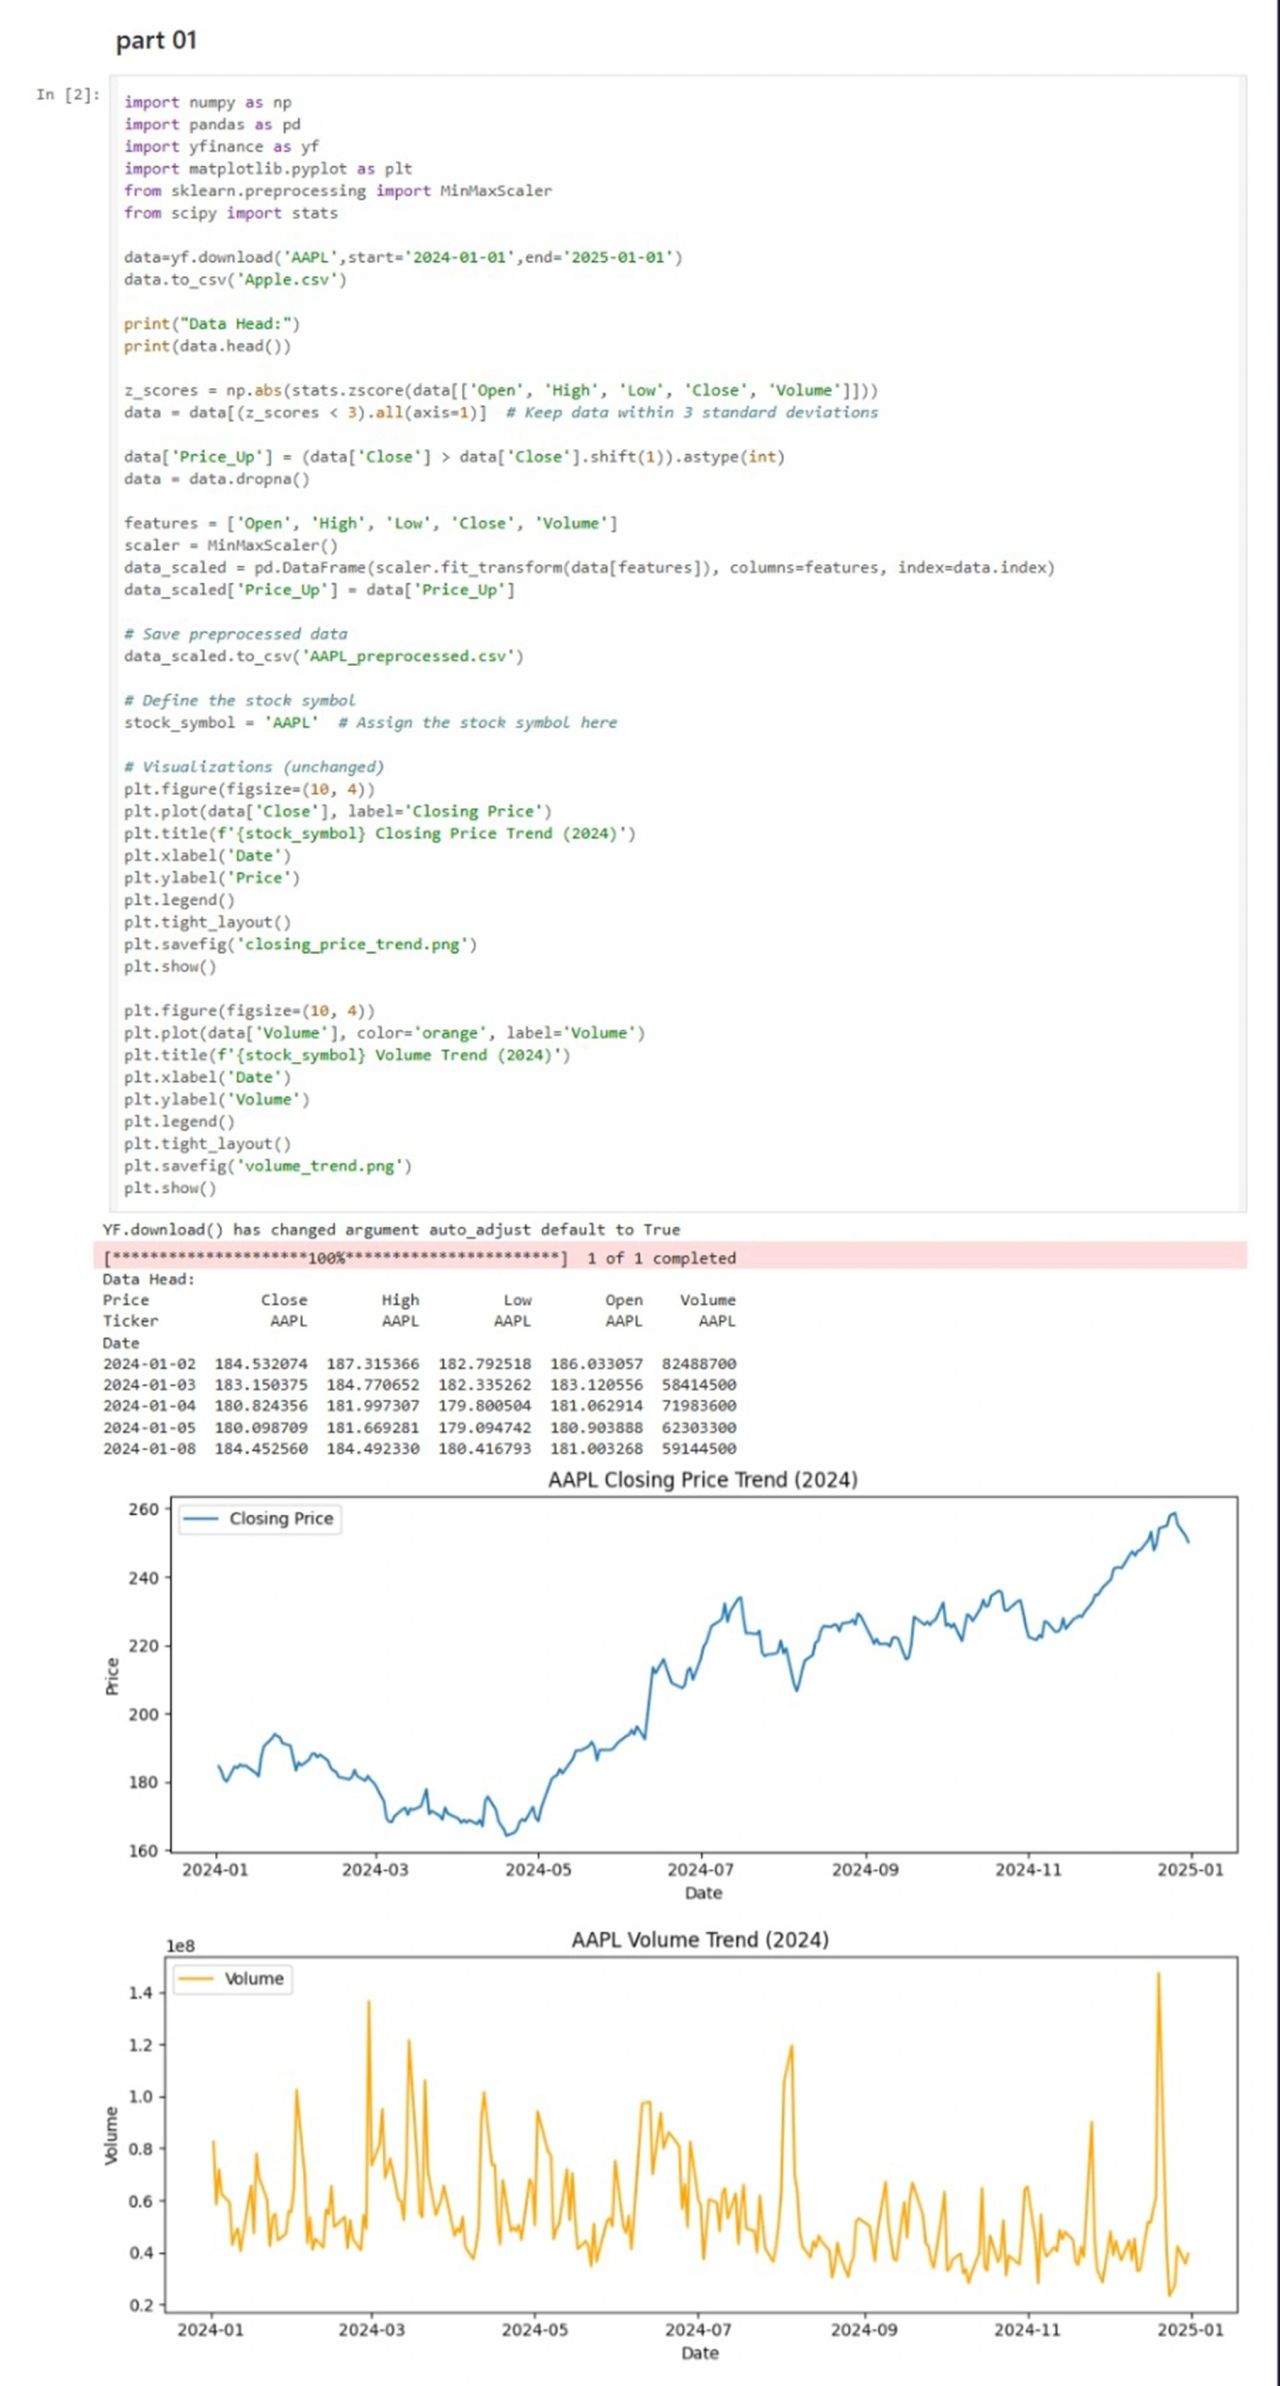 part 01
In [2]:
import numpy as np
import pandas as pd
import yfinance as yf
import matplotlib.pyplot as plt
from sklearn.preprocessing import MinMaxScaler
from scipy import stats
data=yf.download('AAPL',start='2024-01-01',end='2025-01-01')
data.to_csv('Apple.csv')
print("Data Head:")
print(data.head())
z_scores = np.abs(stats.zscore(data[['Open', 'High', 'Low', 'Close', 'Volume']]))
data = data[(z_scores < 3).all(axis=1)]  # Keep data within 3 standard deviations
data['Price_Up'] = (data['Close'] > data['Close'].shift(1)).astype(int)
data = data.dropna()
features = ['Open', 'High', 'Low', 'Close', 'Volume']
scaler = MinMaxScaler()
data_scaled = pd.DataFrame(scaler.fit_transform(data[features]), columns=features, index=data.index)
data_scaled['Price_Up'] = data['Price_Up']
# Save preprocessed data
data_scaled.to_csv('AAPL_preprocessed.csv')
# Define the stock symbol
stock_symbol = 'AAPL'  # Assign the stock symbol here
# Visualizations (unchanged)
plt.figure(figsize=(10, 4))
plt.plot(data['Close'], label='Closing Price')
plt.title(f'{stock_symbol} Closing Price Trend (2024)')
plt.xlabel('Date')
plt.ylabel('Price')
plt.legend()
plt.tight_layout()
plt.savefig('closing_price_trend.png')
plt.show()
plt.figure(figsize=(10, 4))
plt.plot(data['Volume'], color='orange', label='Volume')
plt.title(f'{stock_symbol} Volume Trend (2024)')
plt.xlabel('Date')
plt.ylabel('Volume')
plt.legend()
plt.tight_layout()
plt.savefig('volume_trend.png')
plt.show()
YF.download() has changed argument auto_adjust default to True
[*********************100%***********************]  1 of 1 completed
Data Head:
Price Close High Low Open Volume
Ticker AAPL AAPL AAPL AAPL AAPL
Date
2024-01-02 184.532074 187.315366 182.792518 186.033057 82488700
2024-01-03 183.150375 184.770652 182.335262 183.120556 58414500
2024-01-04 180.824356 181.997307 179.800504 181.062914 71983600
2024-01-05 180.098709 181.669281 179.094742 180.903888 62303300
2024-01-08 184.452560 184.492330 180.416793 181.003268 59144500
AAPL Closing Price Trend (2024)
Closing Price
260
240
220
200
180
160
Price
2024-01 2024-03 2024-05 2024-07 2024-09 2024-11 2025-01
Date
AAPL Volume Trend (2024)
1e8
Volume
1.4
1.2
1.0
0.8
0.6
0.4
0.2
Volume
2024-01 2024-03 2024-05 2024-07 2024-09 2024-11 2025-01
Date